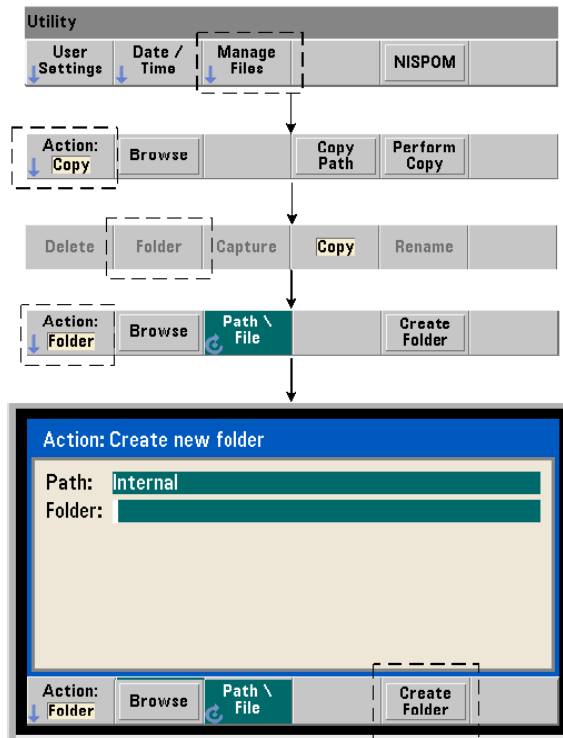 Utility
User Settings
Date / Time
Manage Files
NISPOM
Action: Copy
Browse
Copy Path
Perform Copy
Delete
Folder
Capture
Copy
Rename
Action: Folder
Browse
Path \ File
Create Folder
Action: Create new folder
Path: Internal
Folder:
Action: Folder
Browse
Path \ File
Create Folder